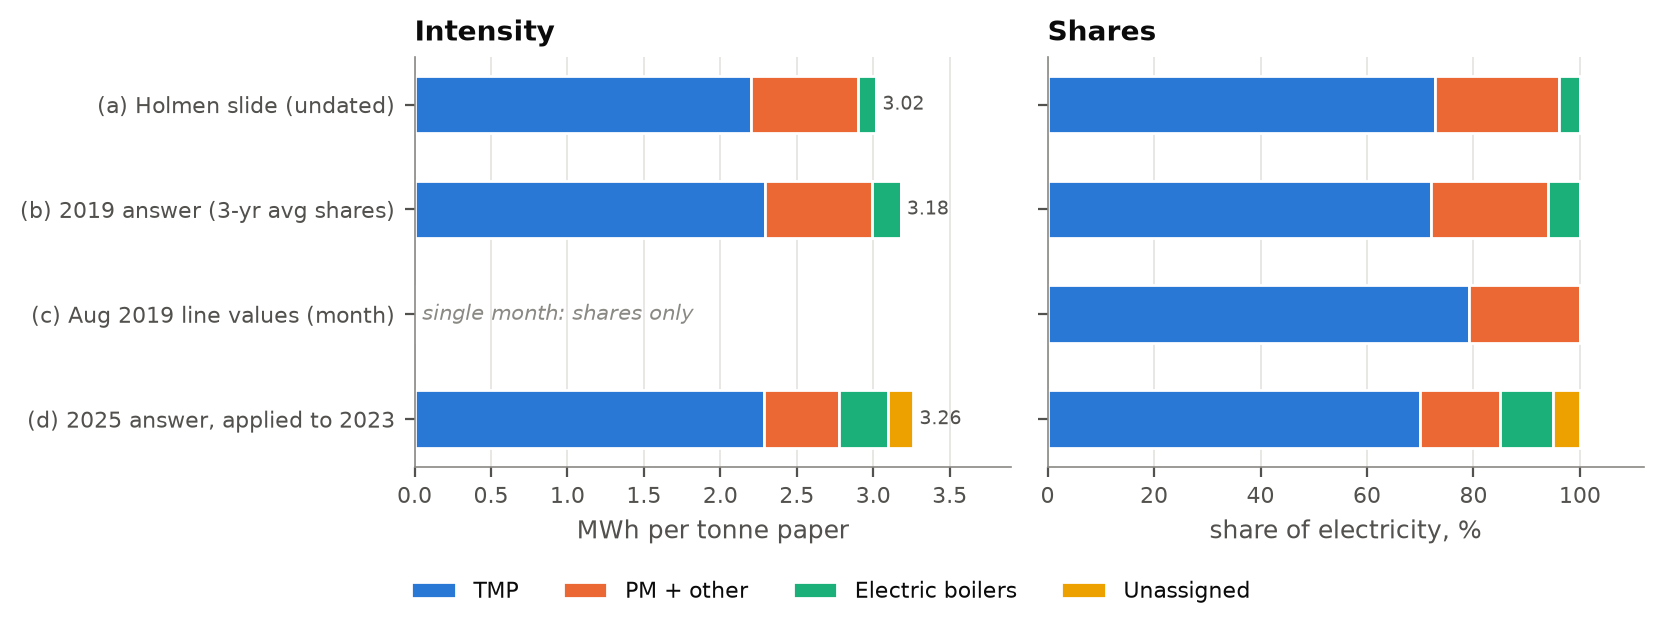 Intensity
Shares
(a) Holmen slide (undated)
3.02
(b) 2019 answer (3-yr avg shares)
3.18
(c) Aug 2019 line values (month)
single month: shares only
(d) 2025 answer, applied to 2023
3.26
0.0 0.5 1.0 1.5 2.0 2.5 3.0 3.5
0 20 40 60 80 100
MWh per tonne paper
share of electricity, %
TMP PM + other Electric boilers Unassigned